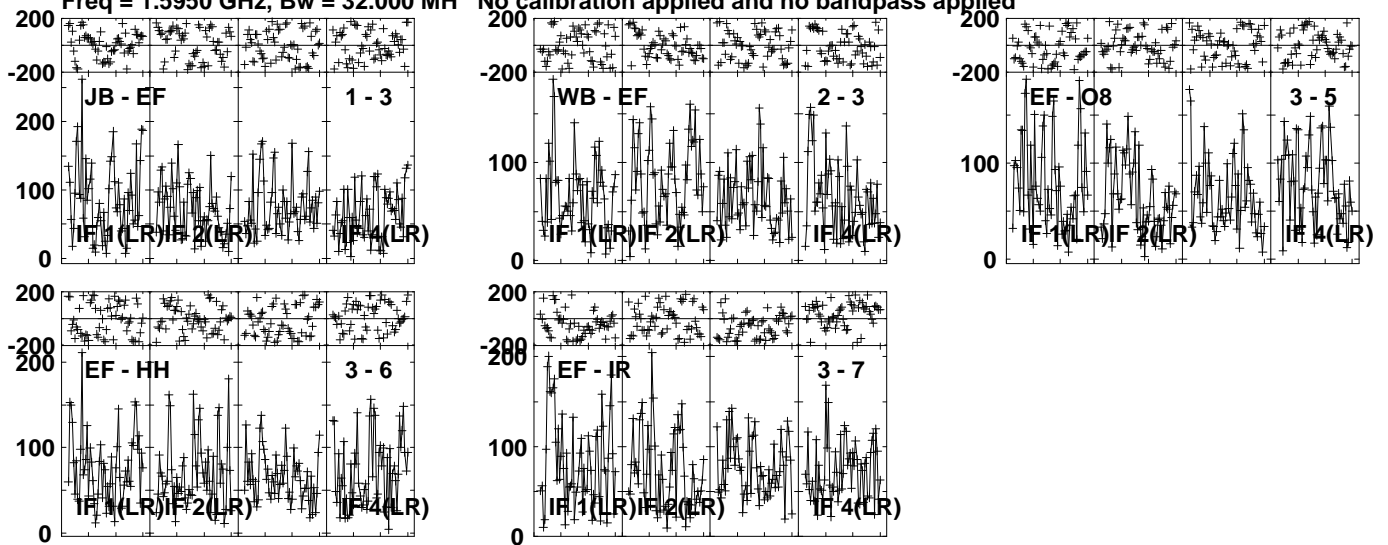 Freq = 1.5950 GHz, Bw = 32.000 MH No calibration applied and no bandpass applied
200
-200
JB - EF 1 - 3
200
100
0
IF 1(LR) IF 2(LR) IF 4(LR)
200
-200
WB - EF 2 - 3
100
0
IF 1(LR) IF 2(LR) IF 4(LR)
200
-200
EF - O8 3 - 5
100
0
IF 1(LR) IF 2(LR) IF 4(LR)
200
-200
EF - HH 3 - 6
200
100
0
IF 1(LR) IF 2(LR) IF 4(LR)
200
-200
EF - IR 3 - 7
200
100
0
IF 1(LR) IF 2(LR) IF 4(LR)